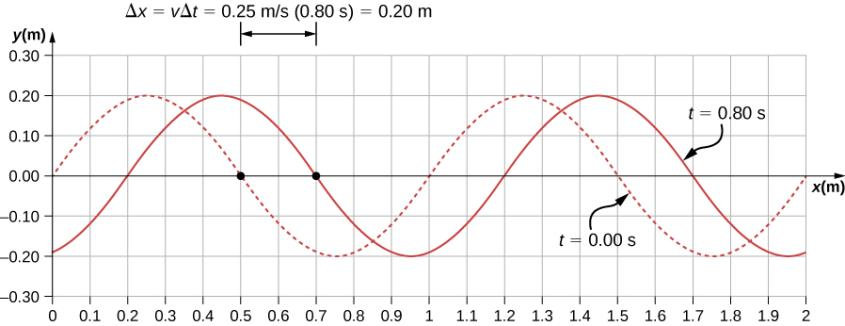 Δx = vΔt = 0.25 m/s (0.80 s) = 0.20 m
y(m)
0.30
0.20
t = 0.80 s
0.10
0.00
x(m)
–0.10
t = 0.00 s
–0.20
–0.30
0 0.1 0.2 0.3 0.4 0.5 0.6 0.7 0.8 0.9 1 1.1 1.2 1.3 1.4 1.5 1.6 1.7 1.8 1.9 2